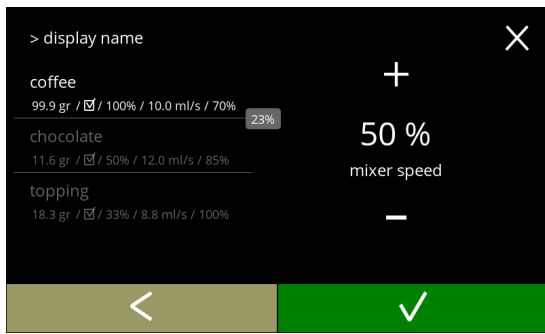 > display name
coffee
99.9 gr / ☑ / 100% / 10.0 ml/s / 70%
23%
chocolate
11.6 gr / ☑ / 50% / 12.0 ml/s / 85%
topping
18.3 gr / ☑ / 33% / 8.8 ml/s / 100%
50 %
mixer speed